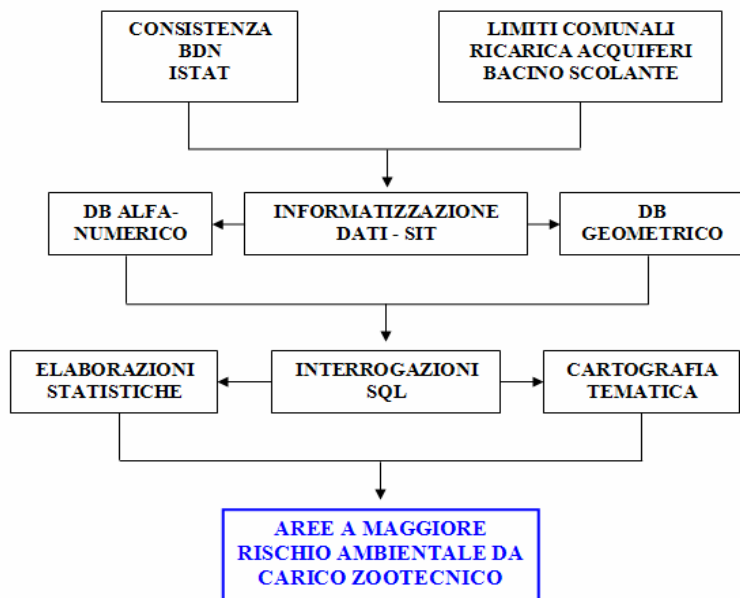 CONSISTENZA
BDN
ISTAT
LIMITI COMUNALI
RICARICA ACQUIFERI
BACINO SCOLANTE
DB ALFA-
NUMERICO
INFORMATIZZAZIONE
DATI - SIT
DB
GEOMETRICO
ELABORAZIONI
STATISTICHE
INTERROGAZIONI
SQL
CARTOGRAFIA
TEMATICA
AREE A MAGGIORE
RISCHIO AMBIENTALE DA
CARICO ZOOTECNICO